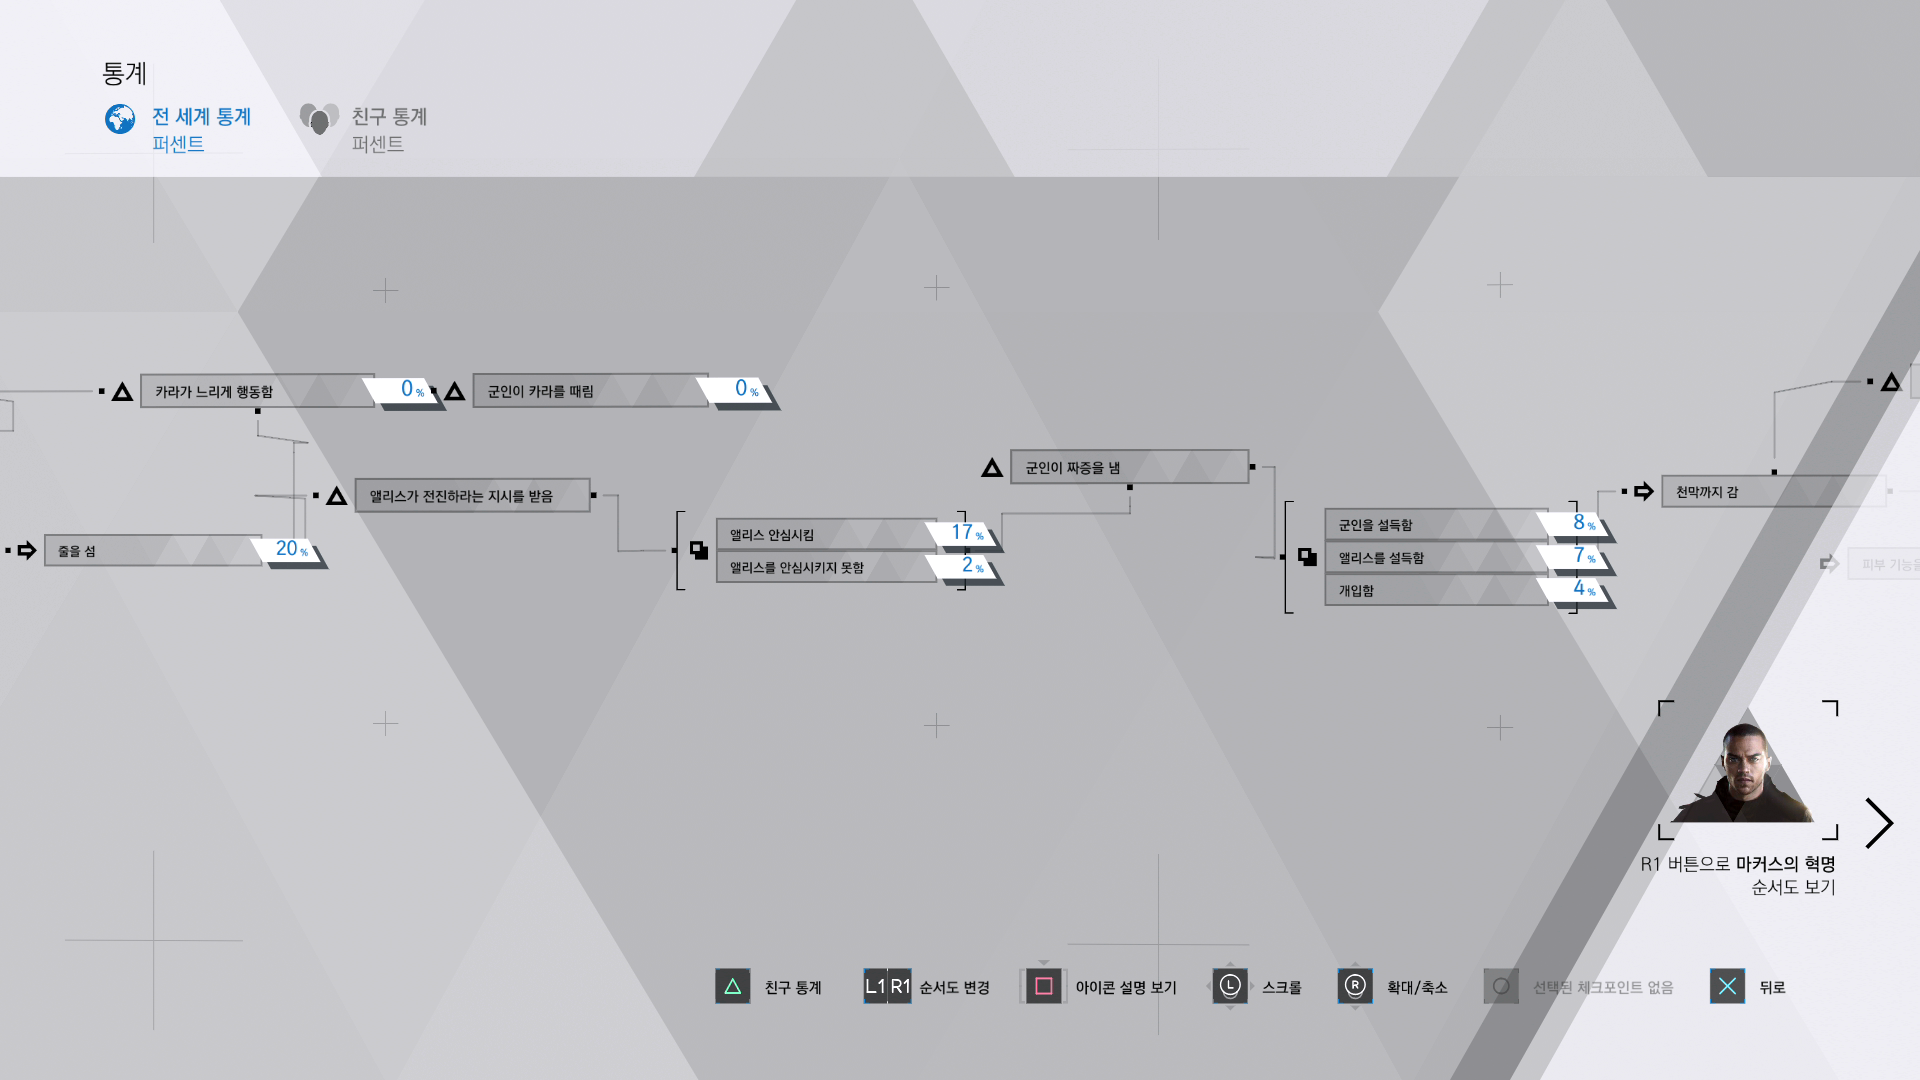 통계
전 세계 통계
퍼센트
친구 통계
퍼센트
카라가 느리게 행동함
0 %
군인이 카라를 때림
0 %
군인이 짜증을 냄
앨리스가 전진하라는 지시를 받음
천막까지 감
앨리스 안심시킴
17 %
앨리스를 안심시키지 못함
2 %
군인을 설득함
8 %
앨리스를 설득함
7 %
개입함
4 %
줄을 섬
20 %
피부 기능을
R1 버튼으로 마커스의 혁명
순서도 보기
친구 통계
L1 R1 순서도 변경
아이콘 설명 보기
L 스크롤
R 확대/축소
선택된 체크포인트 없음
뒤로